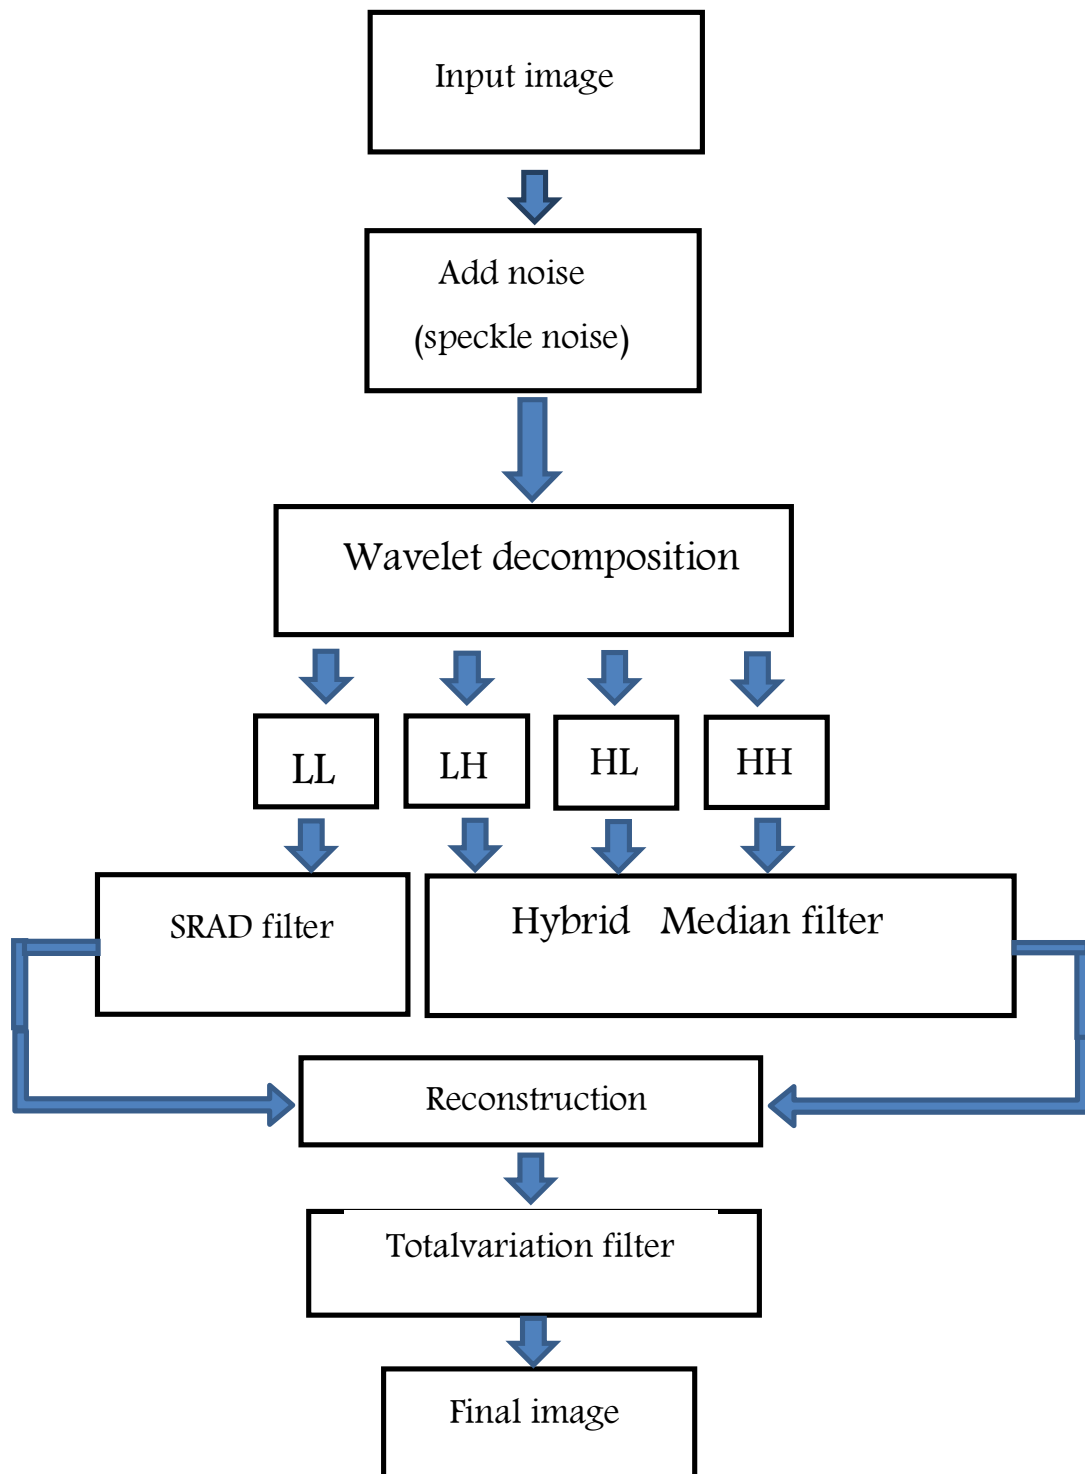 Input image
Add noise
(speckle noise)
Wavelet decomposition
LL
LH
HL
HH
SRAD filter
Hybrid Median filter
Reconstruction
Totalvariation filter
Final image